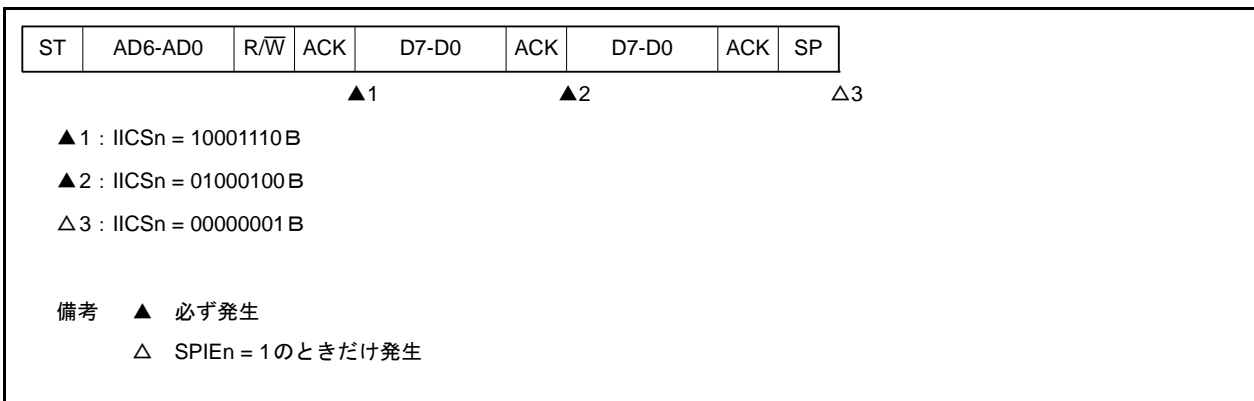 ST AD6-AD0 R/W̅ ACK D7-D0 ACK D7-D0 ACK SP
▲1 ▲2 △3
▲1：IICSn = 10001110B
▲2：IICSn = 01000100B
△3：IICSn = 00000001B
備考 ▲ 必ず発生
△ SPIEn = 1のときだけ発生